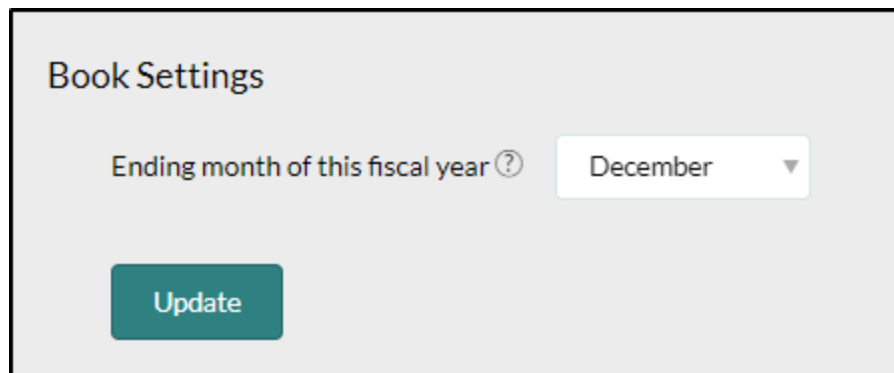 Book Settings
Ending month of this fiscal year ? December
Update